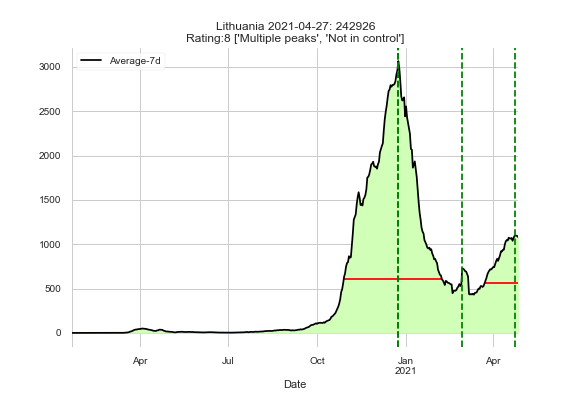 Lithuania 2021-04-27: 242926
Rating:8 ['Multiple peaks', 'Not in control']
Average-7d
3000
2500
2000
1500
1000
500
0
Apr Jul Oct Jan Apr
2021
Date